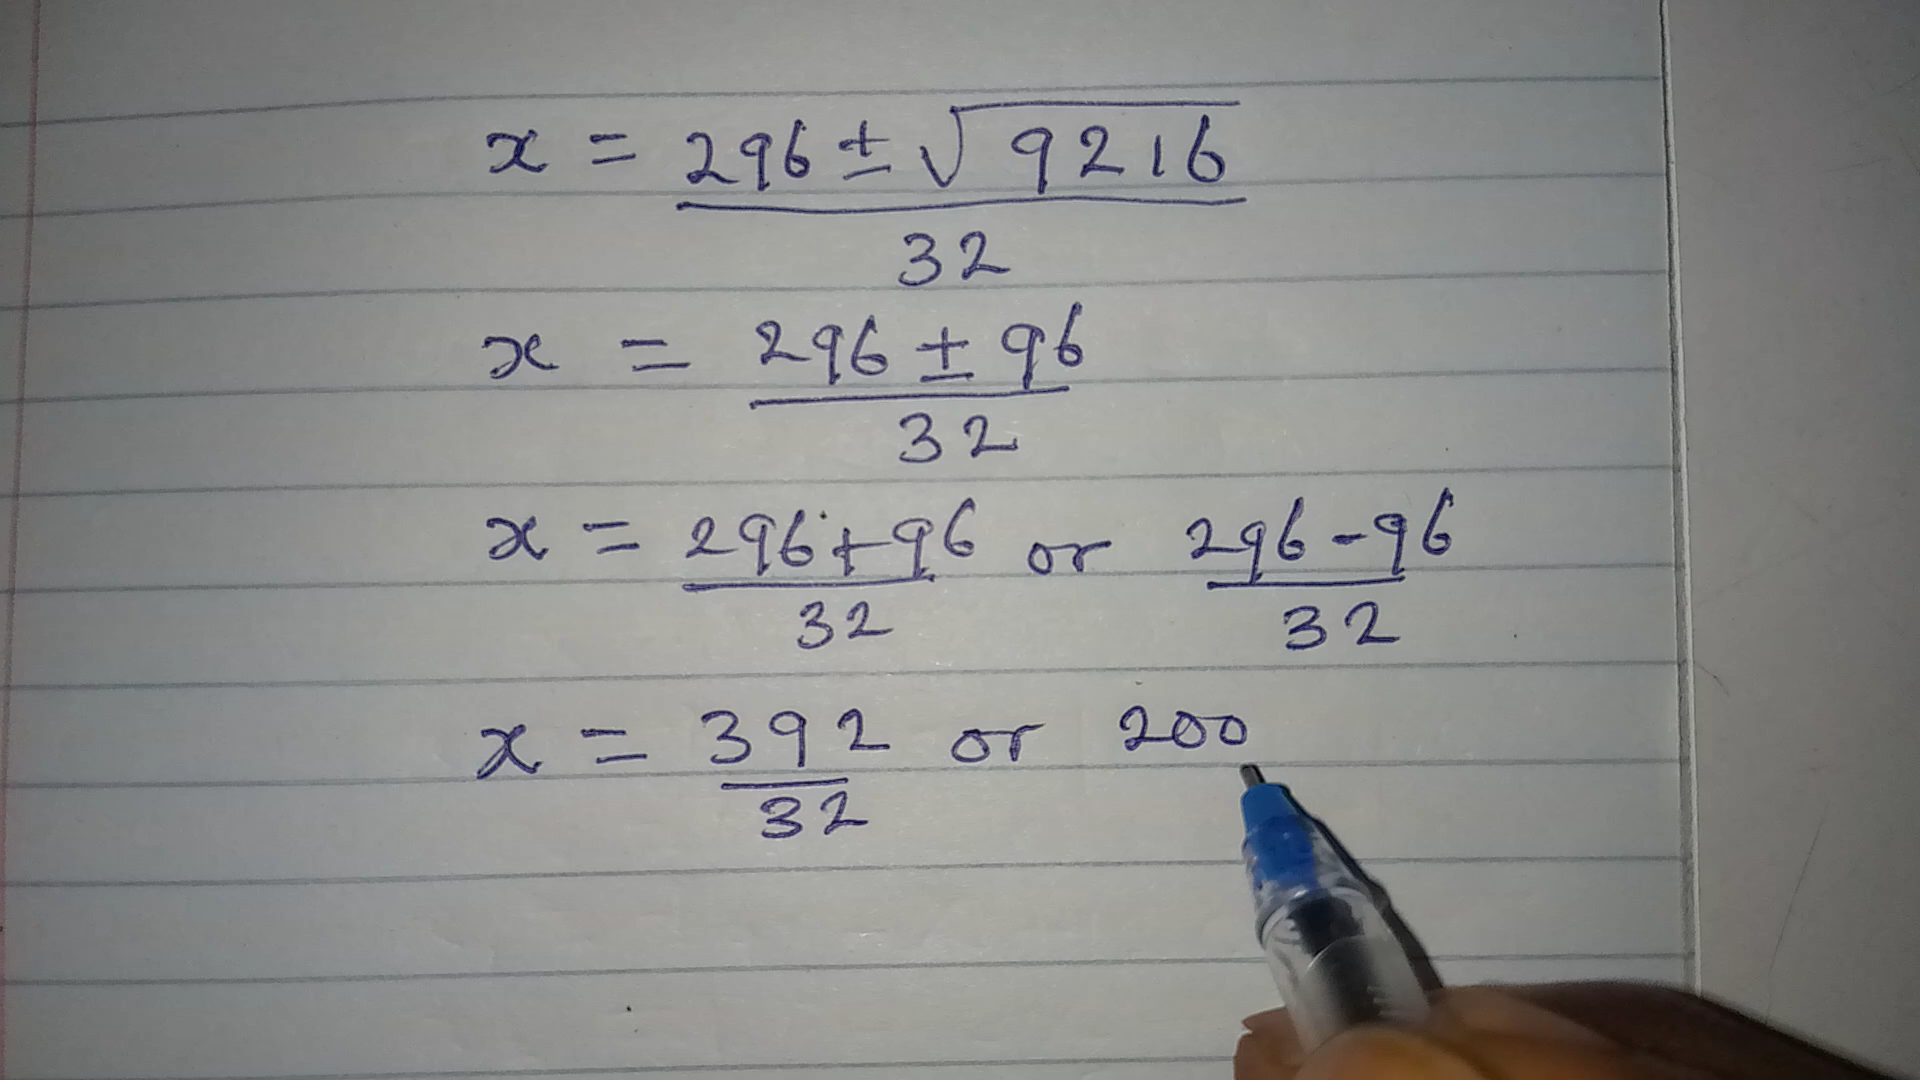 x = 296 ± √9216
32
x = 296 ± 96
32
x = 296 + 96 or 296 - 96
32 32
x = 392 or 200
32